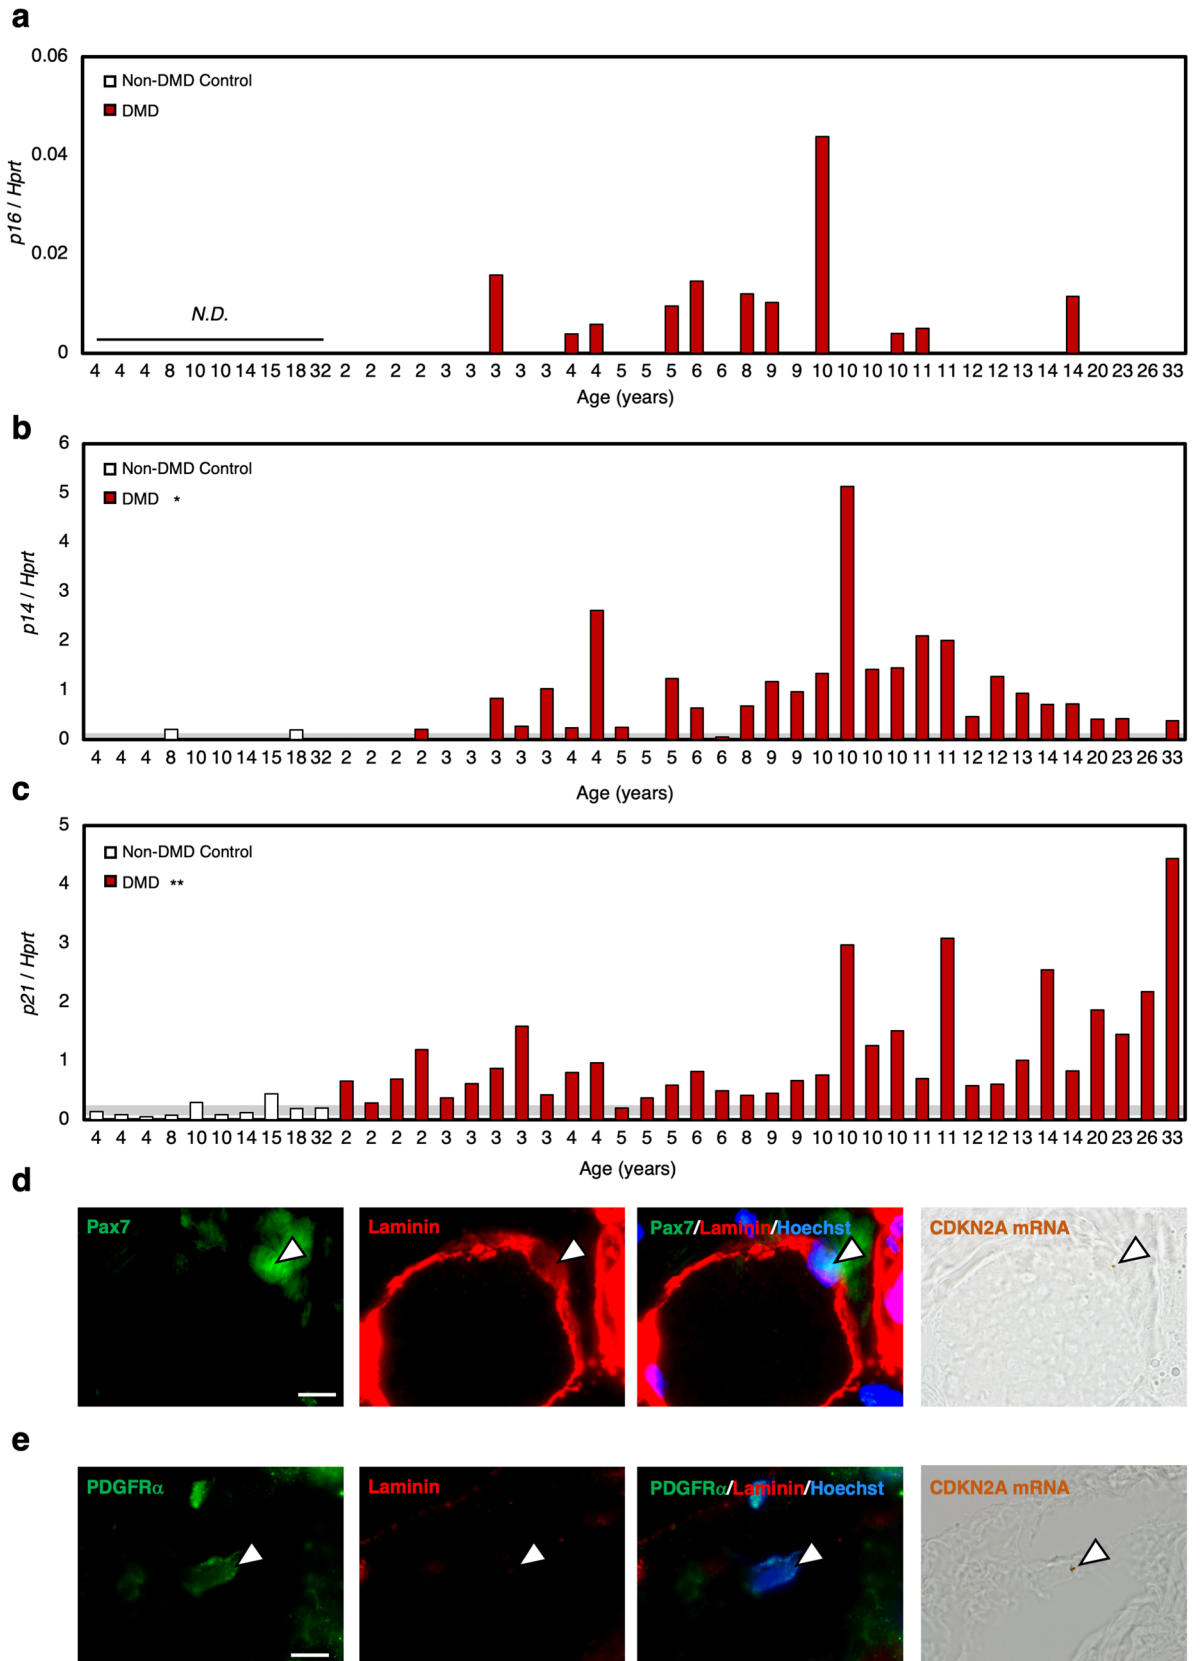 a
0.06
Non-DMD Control
DMD
0.04
p16 / Hprt
0.02
N.D.
0
4 4 4 8 10 10 14 15 18 32 2 2 2 2 3 3 3 3 3 4 4 5 5 5 6 6 8 9 9 10 10 10 10 11 11 12 12 13 14 14 20 23 26 33
Age (years)
b
6
Non-DMD Control
5
DMD *
4
p14 / Hprt
3
2
1
0
4 4 4 8 10 10 14 15 18 32 2 2 2 2 3 3 3 3 3 4 4 5 5 5 6 6 8 9 9 10 10 10 10 11 11 12 12 13 14 14 20 23 26 33
Age (years)
c
5
Non-DMD Control
4
DMD **
3
p21 / Hprt
2
1
0
4 4 4 8 10 10 14 15 18 32 2 2 2 2 3 3 3 3 3 4 4 5 5 5 6 6 8 9 9 10 10 10 10 11 11 12 12 13 14 14 20 23 26 33
Age (years)
d
Pax7
Laminin
Pax7/Laminin/Hoechst
CDKN2A mRNA
e
PDGFRα
Laminin
PDGFRα/Laminin/Hoechst
CDKN2A mRNA